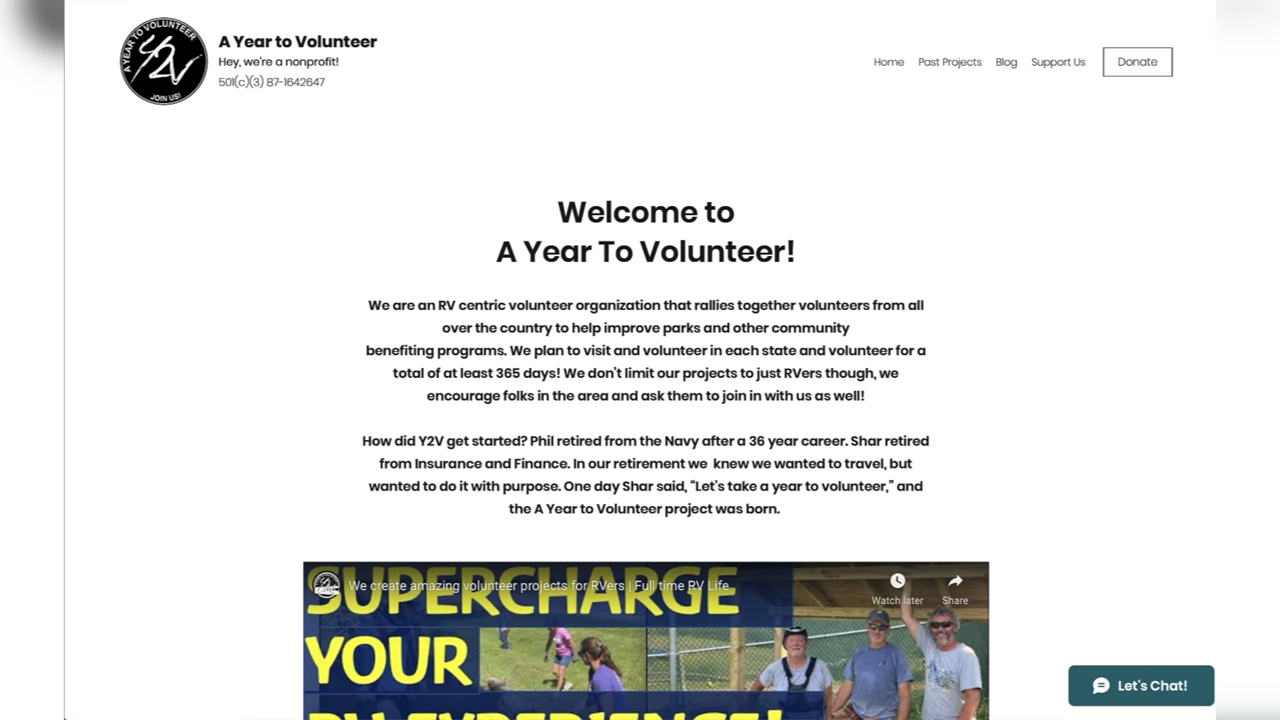 A YEAR TO VOLUNTEER
Y2V
JOIN US!
A Year to Volunteer
Hey, we're a nonprofit!
501(c)(3) 87-1642647
Home
Past Projects
Blog
Support Us
Donate
Welcome to
A Year To Volunteer!
We are an RV centric volunteer organization that rallies together volunteers from all
over the country to help improve parks and other community
benefiting programs. We plan to visit and volunteer in each state and volunteer for a
total of at least 365 days! We don't limit our projects to just RVers though, we
encourage folks in the area and ask them to join in with us as well!
How did Y2V get started? Phil retired from the Navy after a 36 year career. Shar retired
from Insurance and Finance. In our retirement we knew we wanted to travel, but
wanted to do it with purpose. One day Shar said, “Let's take a year to volunteer,” and
the A Year to Volunteer project was born.
We create amazing volunteer projects for RVers | Full time RV Life
Watch later
Share
SUPERCHARGE
YOUR
RV EXPERIENCE!
Let's Chat!